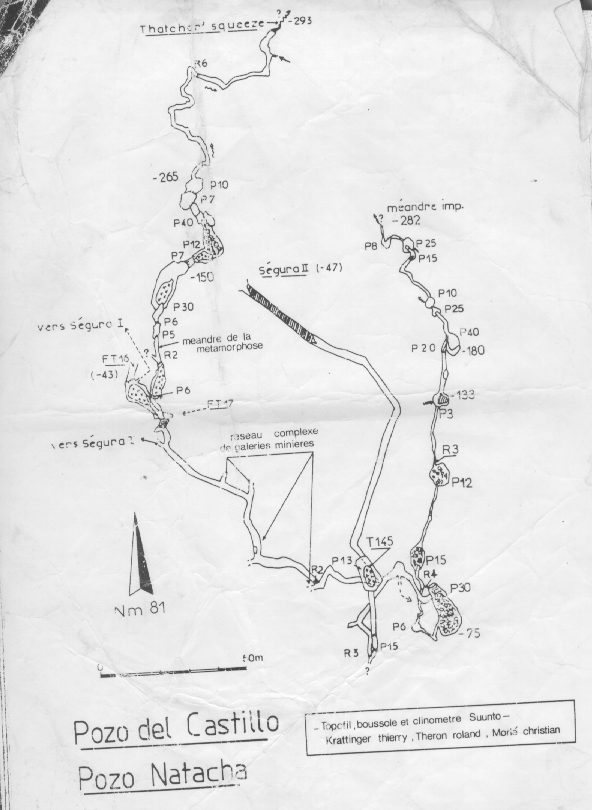 Thatcher' squeeze
-293
R6
-265
P10
P7
P40
P12
P7
-150
P30
P6
P5
R2
meandre de la
metamorphose
vers Ségura I
F.T 16
(-43)
P6
F.T 17
vers Ségura ?
réseau complexe
de galeries minieres
Ségura II (-47)
méandre imp.
?
-282
P8
P25
P15
P10
P25
P40
P20
-180
-133
P3
R3
P12
P15
R4
P30
P6
-75
T145
P13
R2
R3
P15
?
Nm 81
0
50m
Pozo del Castillo
Pozo Natacha
- Topofil, boussole et clinometre Suunto -
Krattinger thierry, Theron roland, christian